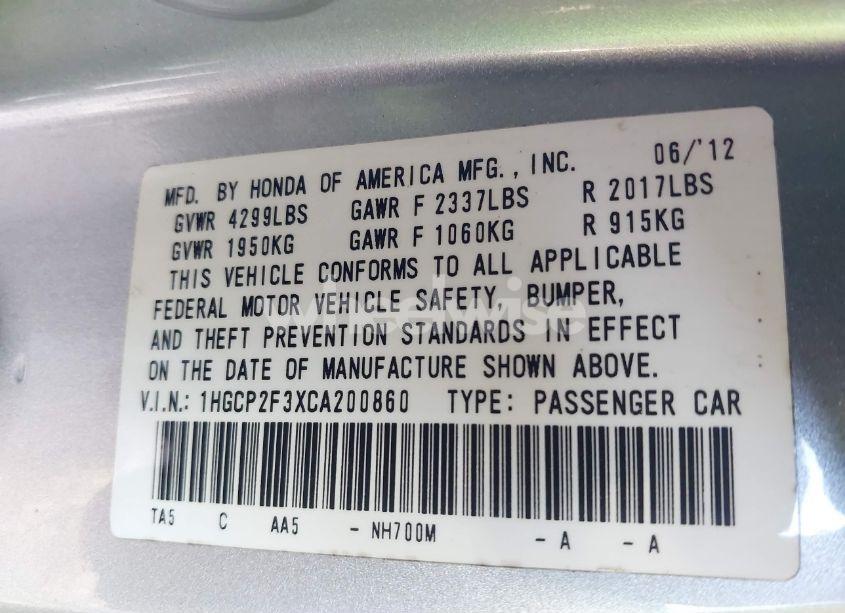 MFD. BY HONDA OF AMERICA MFG., INC. 06/'12
GVWR 4299LBS GAWR F 2337LBS R 2017LBS
GVWR 1950KG GAWR F 1060KG R 915KG
THIS VEHICLE CONFORMS TO ALL APPLICABLE
FEDERAL MOTOR VEHICLE SAFETY, BUMPER,
wheelwise
AND THEFT PREVENTION STANDARDS IN EFFECT
ON THE DATE OF MANUFACTURE SHOWN ABOVE.
V.I.N.: 1HGCP2F3XCA200860 TYPE: PASSENGER CAR
TA5 C AA5 - NH700M - A - A